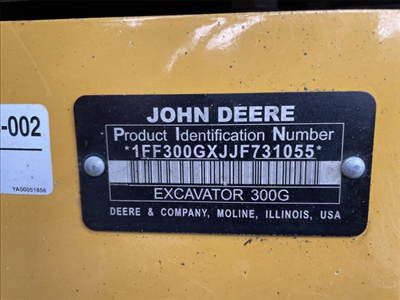 -002
YA00051856
JOHN DEERE
Product Identification Number
*1FF300GXJJF731055*
EXCAVATOR 300G
DEERE & COMPANY, MOLINE, ILLINOIS, USA